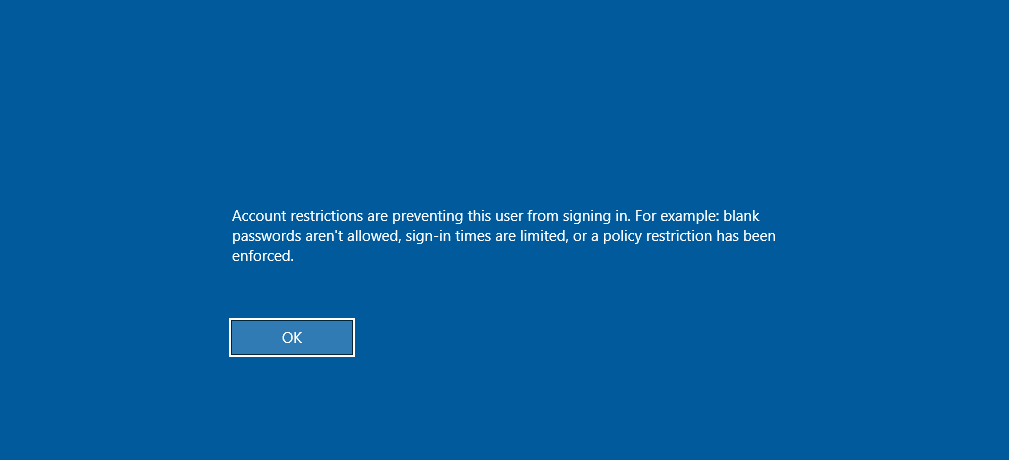 Account restrictions are preventing this user from signing in. For example: blank
passwords aren't allowed, sign-in times are limited, or a policy restriction has been
enforced.
OK